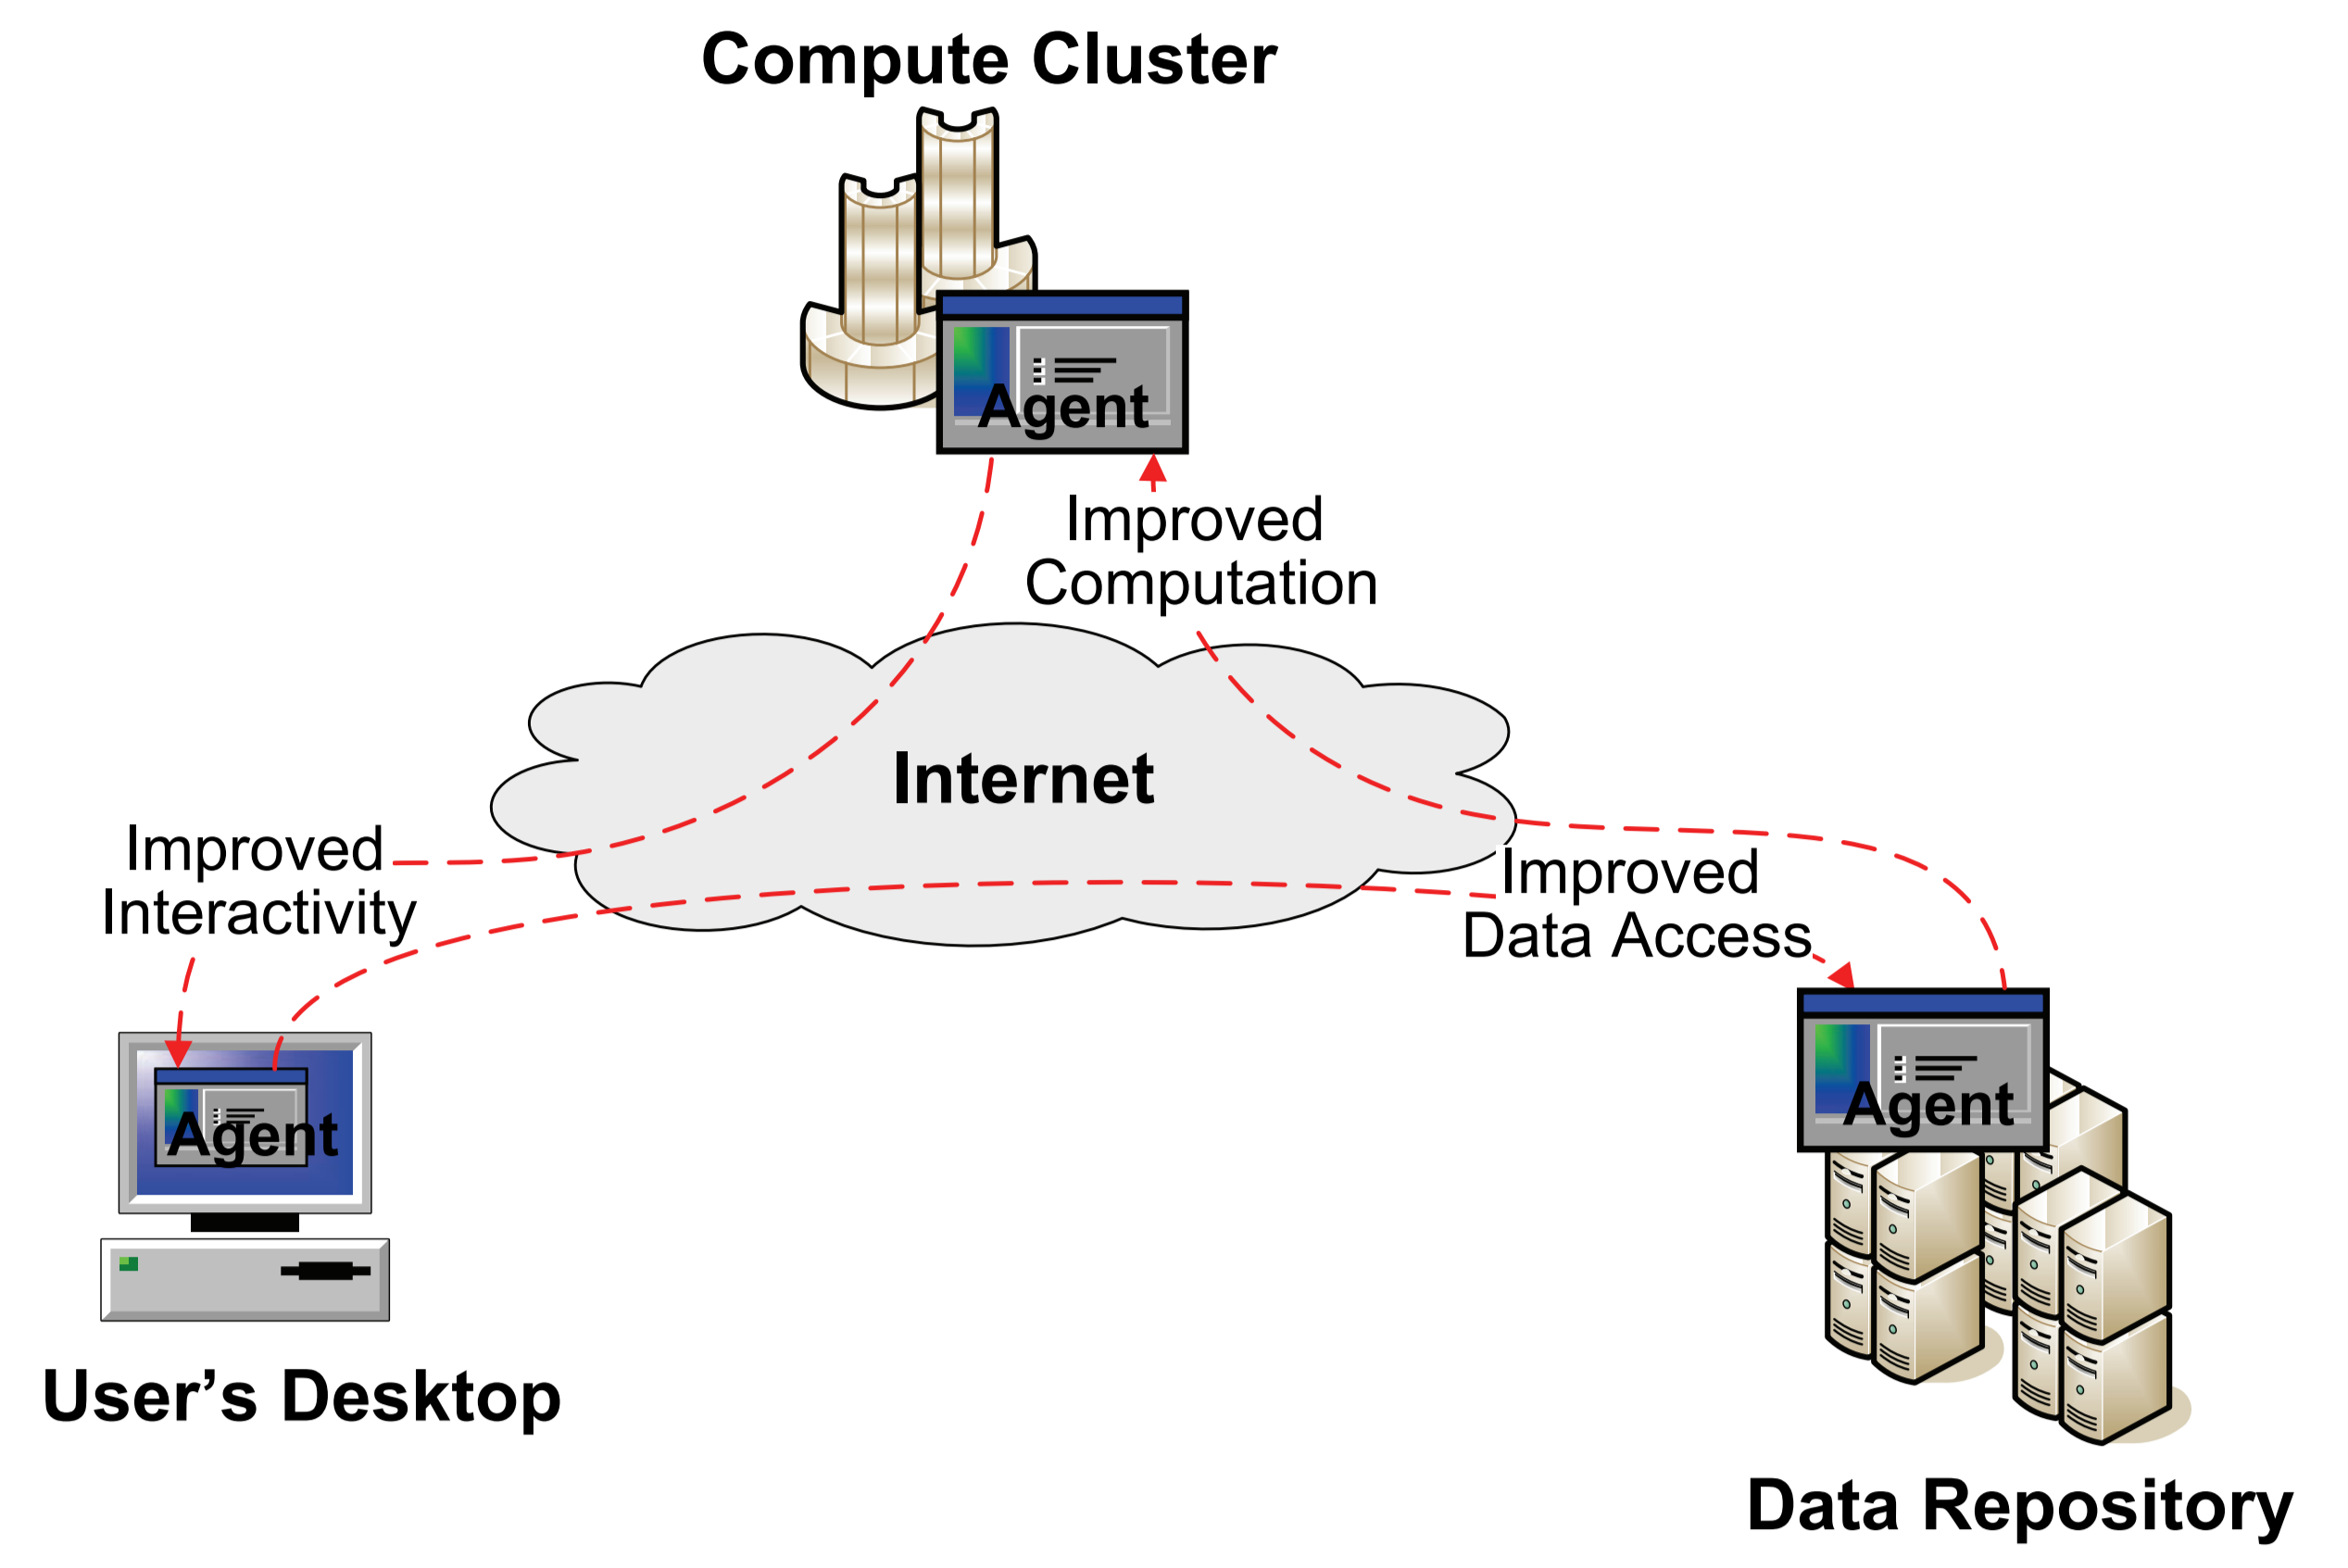 Compute Cluster
Agent
Improved
Computation
Internet
Improved
Interactivity
Improved
Data Access
Agent
Agent
User’s Desktop
Data Repository